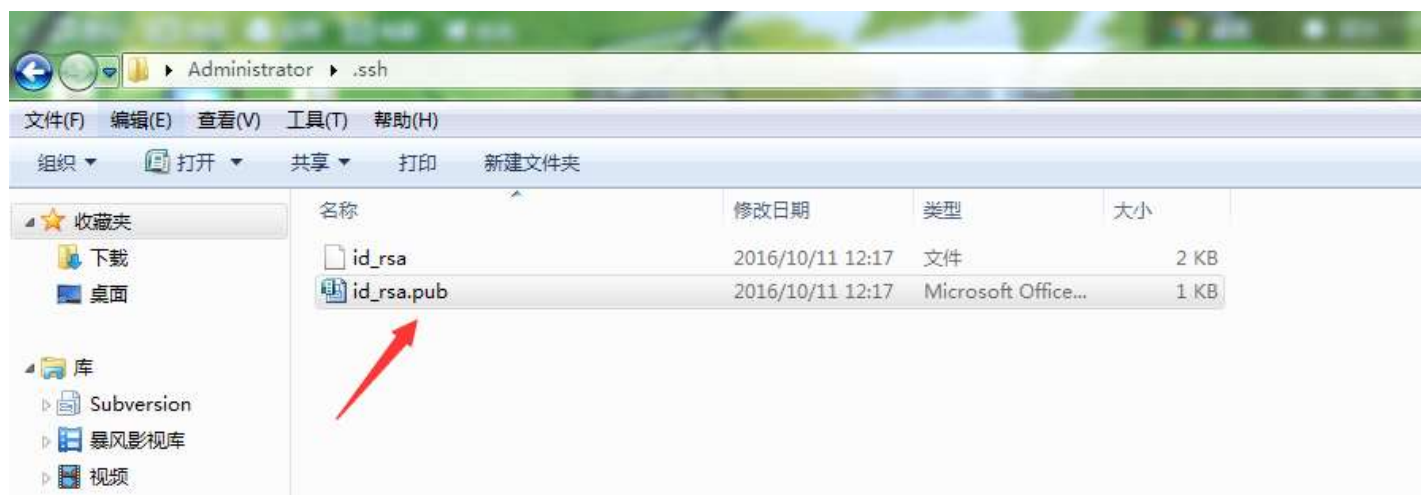 Administrator ▸ .ssh
文件(F) 编辑(E) 查看(V) 工具(T) 帮助(H)
组织 打开 共享 打印 新建文件夹
收藏夹
下载
桌面
库
Subversion
暴风影视库
视频
名称 修改日期 类型 大小
id_rsa 2016/10/11 12:17 文件 2 KB
id_rsa.pub 2016/10/11 12:17 Microsoft Office... 1 KB